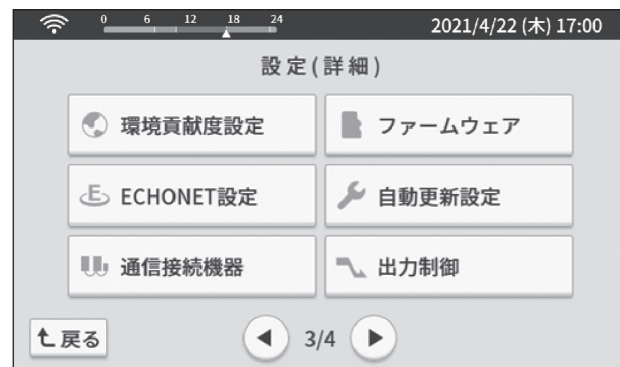 0 6 12 18 24 2021/4/22 (木) 17:00
設定(詳細)
環境貢献度設定 ファームウェア
ECHONET設定 自動更新設定
通信接続機器 出力制御
戻る 3/4